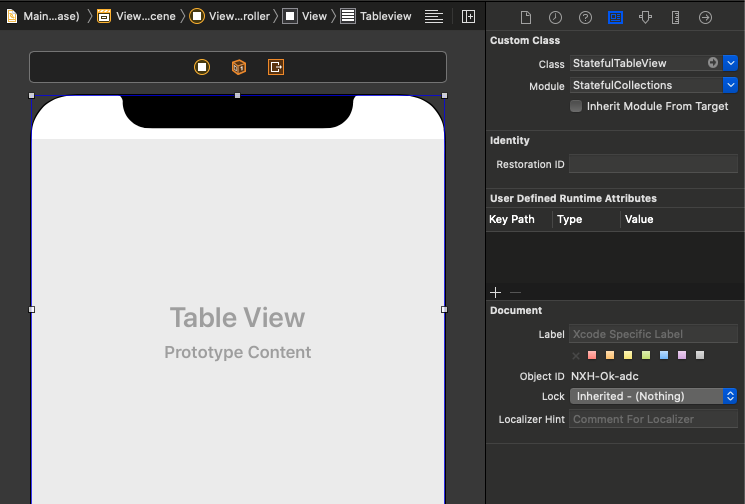 Main...ase) View...cene View...roller View Tableview
Custom Class
Class StatefulTableView
Module StatefulCollections
Inherit Module From Target
Identity
Restoration ID
User Defined Runtime Attributes
Key Path Type Value
Table View
Prototype Content
Document
Label Xcode Specific Label
Object ID NXH-Ok-adc
Lock Inherited - (Nothing)
Localizer Hint Comment For Localizer